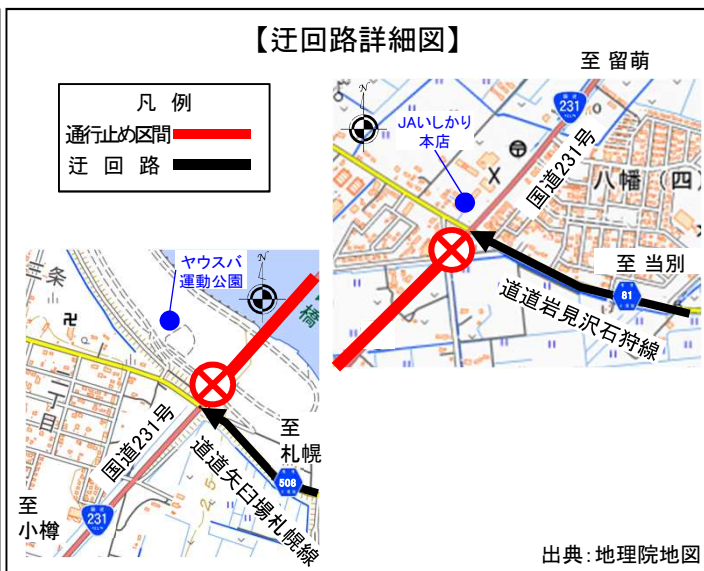 【迂回路詳細図】
凡 例
通行止め区間
迂 回 路
至 留萌
231
国道231号
JAいしかり
本店
八幡 (四)
至 当別
81
道道岩見沢石狩線
N
N
ヤウスバ
運動公園
橋
三条
二丁目
国道231号
至
札幌
508
道道矢臼場札幌線
2.5
至
小樽
231
出典:地理院地図